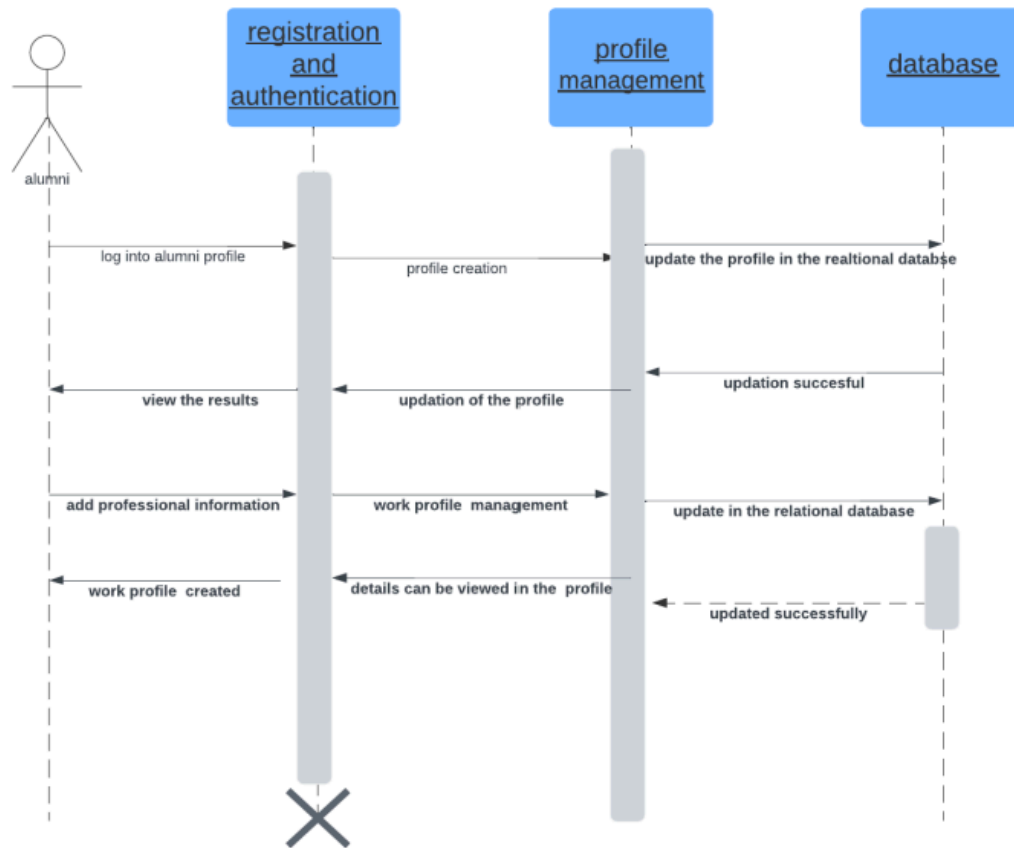 registration
and
authentication
profile
management
database
alumni
log into alumni profile
profile creation
update the profile in the realtional databse
updation succesful
view the results
updation of the profile
add professional information
work profile management
update in the relational database
work profile created
details can be viewed in the profile
updated successfully